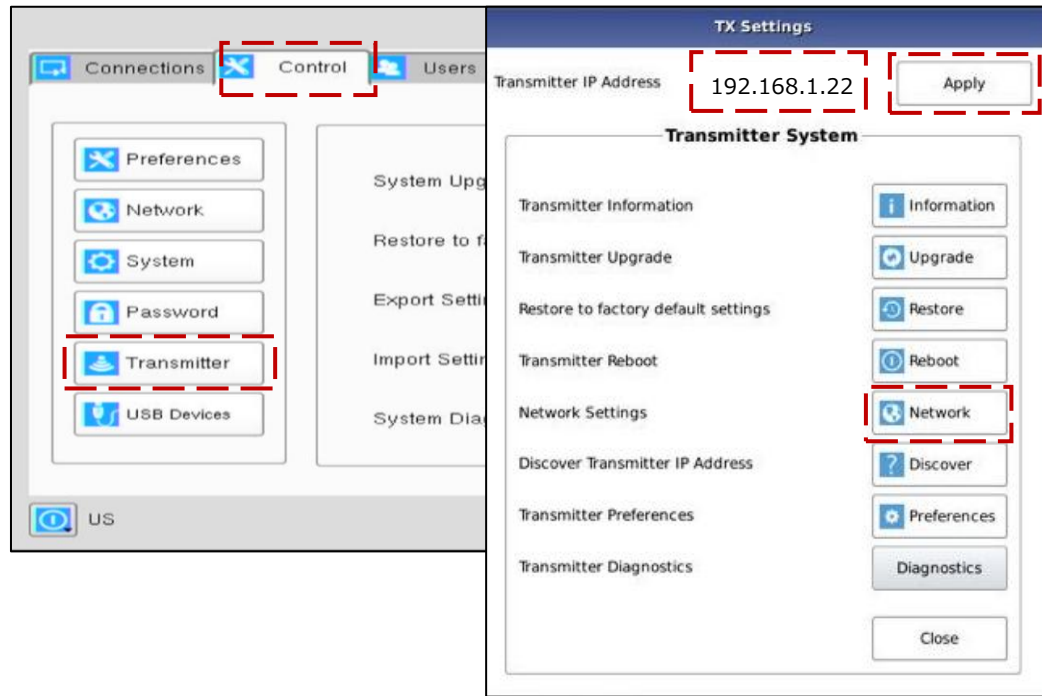 Connections
Control
Users
Preferences
Network
System
Password
Transmitter
USB Devices
System Upg
Restore to f
Export Setti
Import Settin
System Dia
US
TX Settings
Transmitter IP Address 192.168.1.22 Apply
Transmitter System
Transmitter Information Information
Transmitter Upgrade Upgrade
Restore to factory default settings Restore
Transmitter Reboot Reboot
Network Settings Network
Discover Transmitter IP Address ? Discover
Transmitter Preferences Preferences
Transmitter Diagnostics Diagnostics
Close